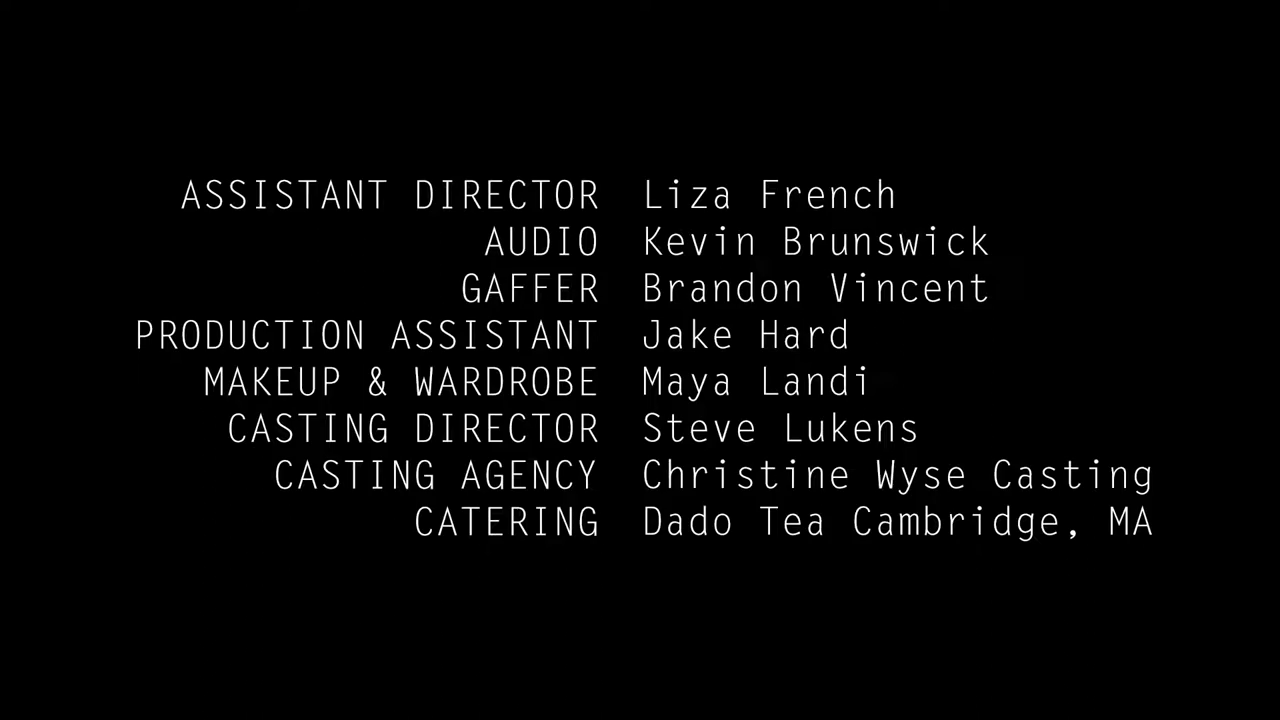 ASSISTANT DIRECTOR Liza French
AUDIO Kevin Brunswick
GAFFER Brandon Vincent
PRODUCTION ASSISTANT Jake Hard
MAKEUP & WARDROBE Maya Landi
CASTING DIRECTOR Steve Lukens
CASTING AGENCY Christine Wyse Casting
CATERING Dado Tea Cambridge, MA